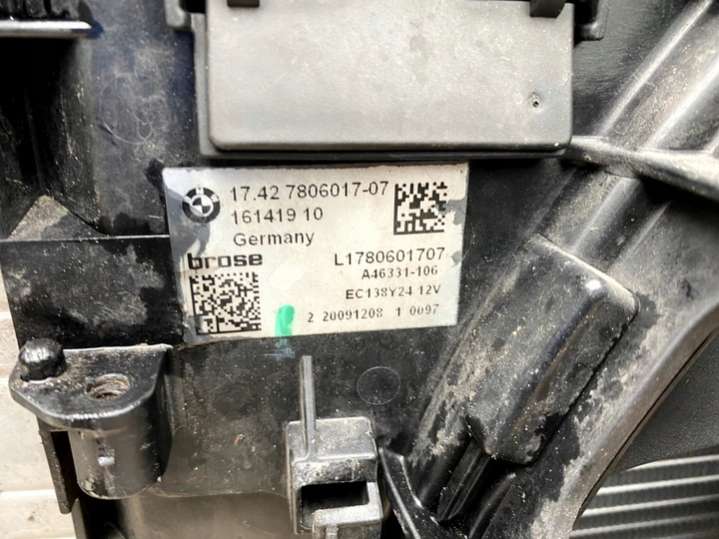 17.42 7806017-07
161419 10
Germany
brose
L1780601707
A46331-106
EC138Y24 12V
2 20091208 1 0097